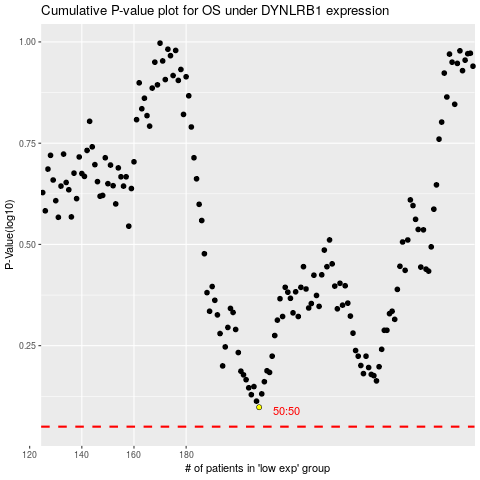 Cumulative P-value plot for OS under DYNLRB1 expression
1.00
0.75
0.50
0.25
P-Value(log10)
50:50
120 140 160 180
# of patients in 'low exp' group